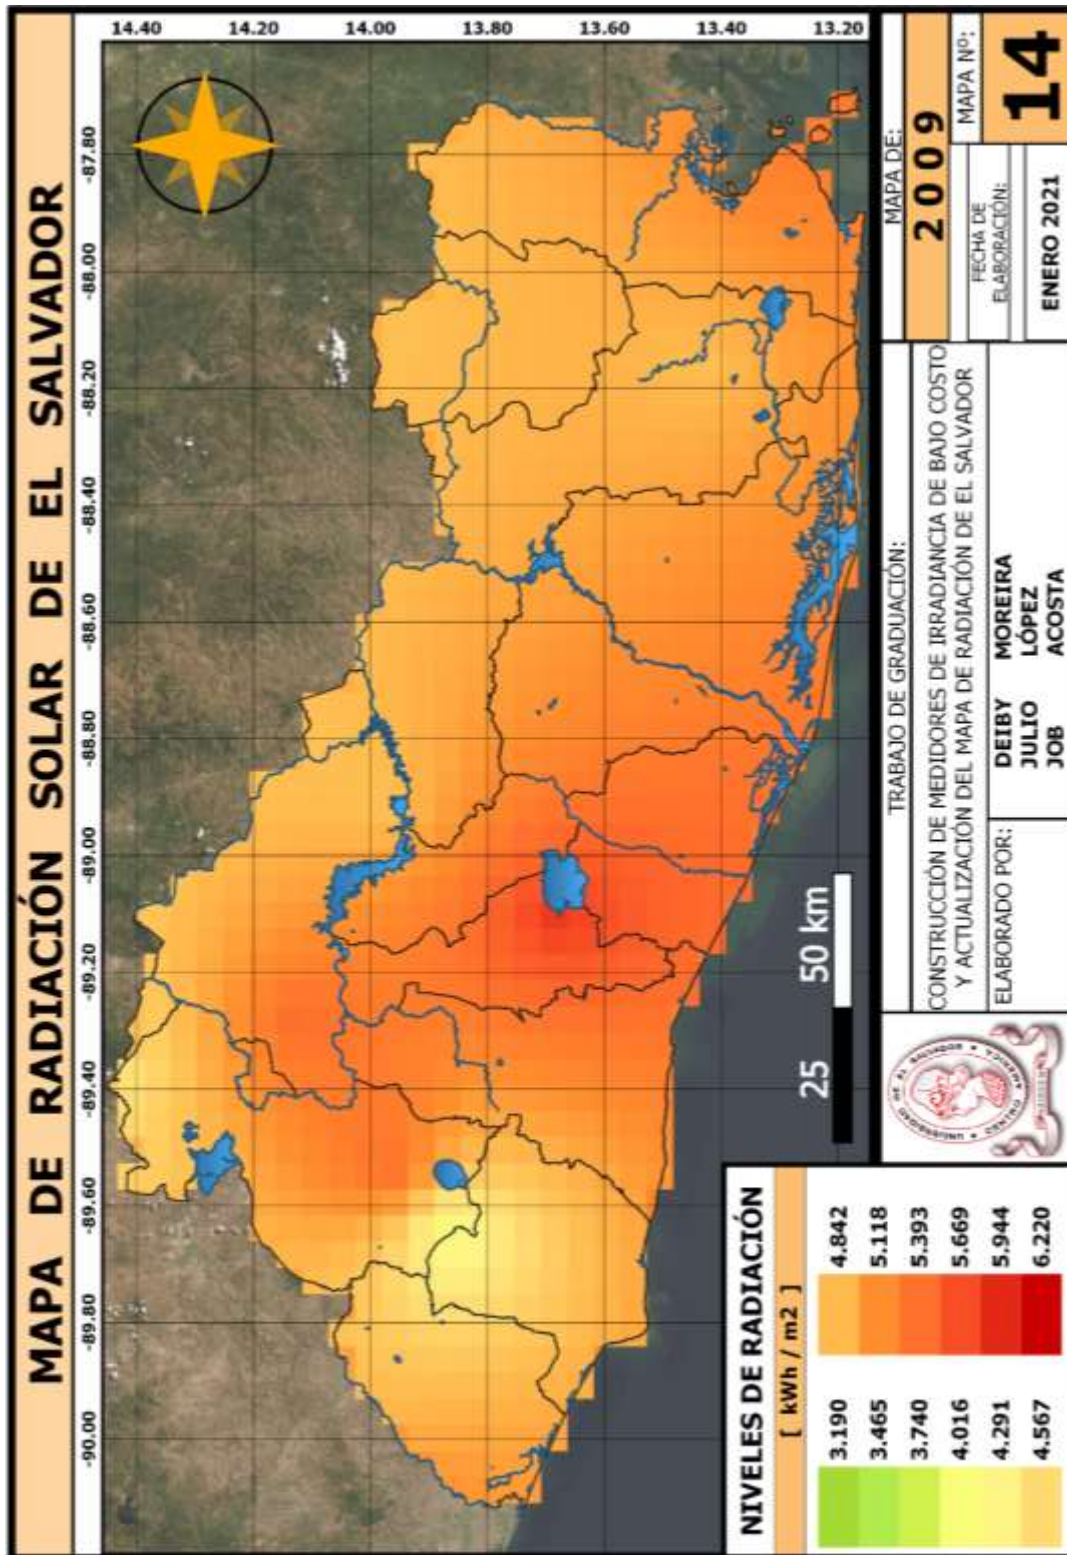 MAPA DE RADIACIÓN SOLAR DE EL SALVADOR
-90.00 -89.80 -89.60 -89.40 -89.20 -89.00 -88.80 -88.60 -88.40 -88.20 -88.00 -87.80
14.40
14.20
14.00
13.80
13.60
13.40
13.20
25 50 km
NIVELES DE RADIACIÓN
[ kWh / m2 ]
3.190 4.842
3.465 5.118
3.740 5.393
4.016 5.669
4.291 5.944
4.567 6.220
UNIVERSIDAD DE EL SALVADOR
CENTRO AMÉRICA
TRABAJO DE GRADUACIÓN:
CONSTRUCCIÓN DE MEDIDORES DE IRRADIANCIA DE BAJO COSTO
Y ACTUALIZACIÓN DEL MAPA DE RADIACIÓN DE EL SALVADOR
ELABORADO POR:
DEIBY MOREIRA
JULIO LÓPEZ
JOB ACOSTA
MAPA DE:
2009
FECHA DE
ELABORACIÓN:
ENERO 2021
MAPA Nº:
14